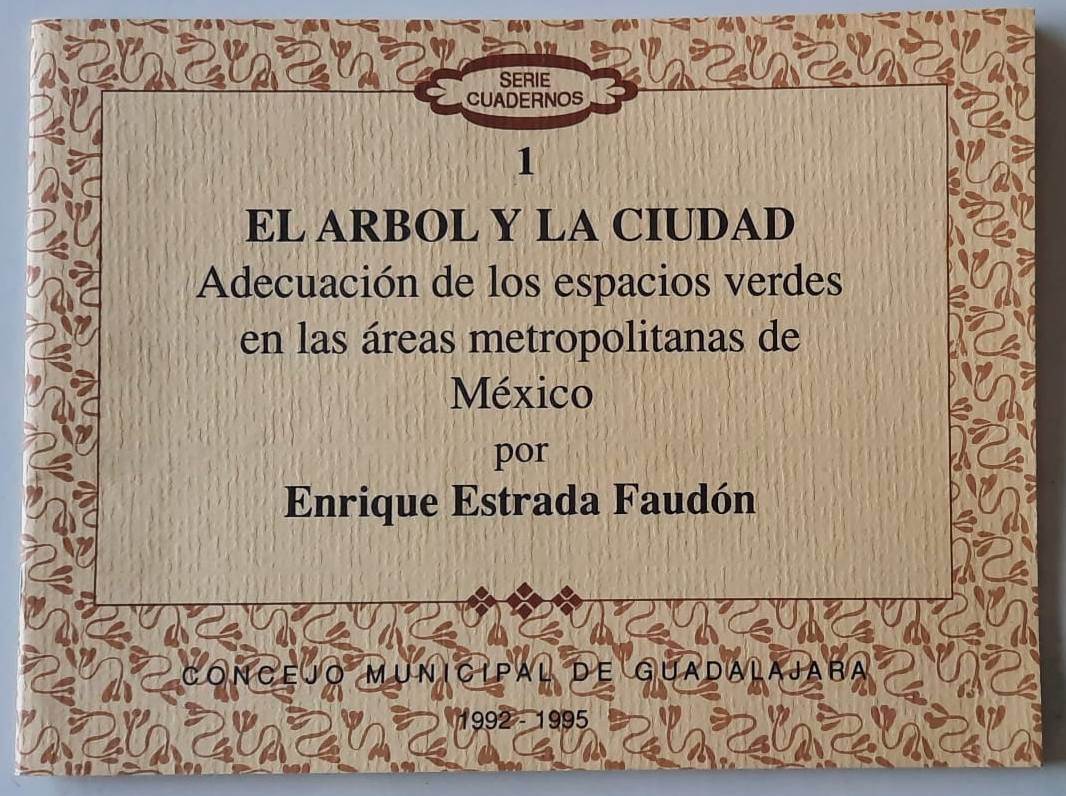 SERIE
CUADERNOS
1
EL ARBOL Y LA CIUDAD
Adecuación de los espacios verdes
en las áreas metropolitanas de
México
por
Enrique Estrada Faudón
CONCEJO MUNICIPAL DE GUADALAJARA
1992 - 1995